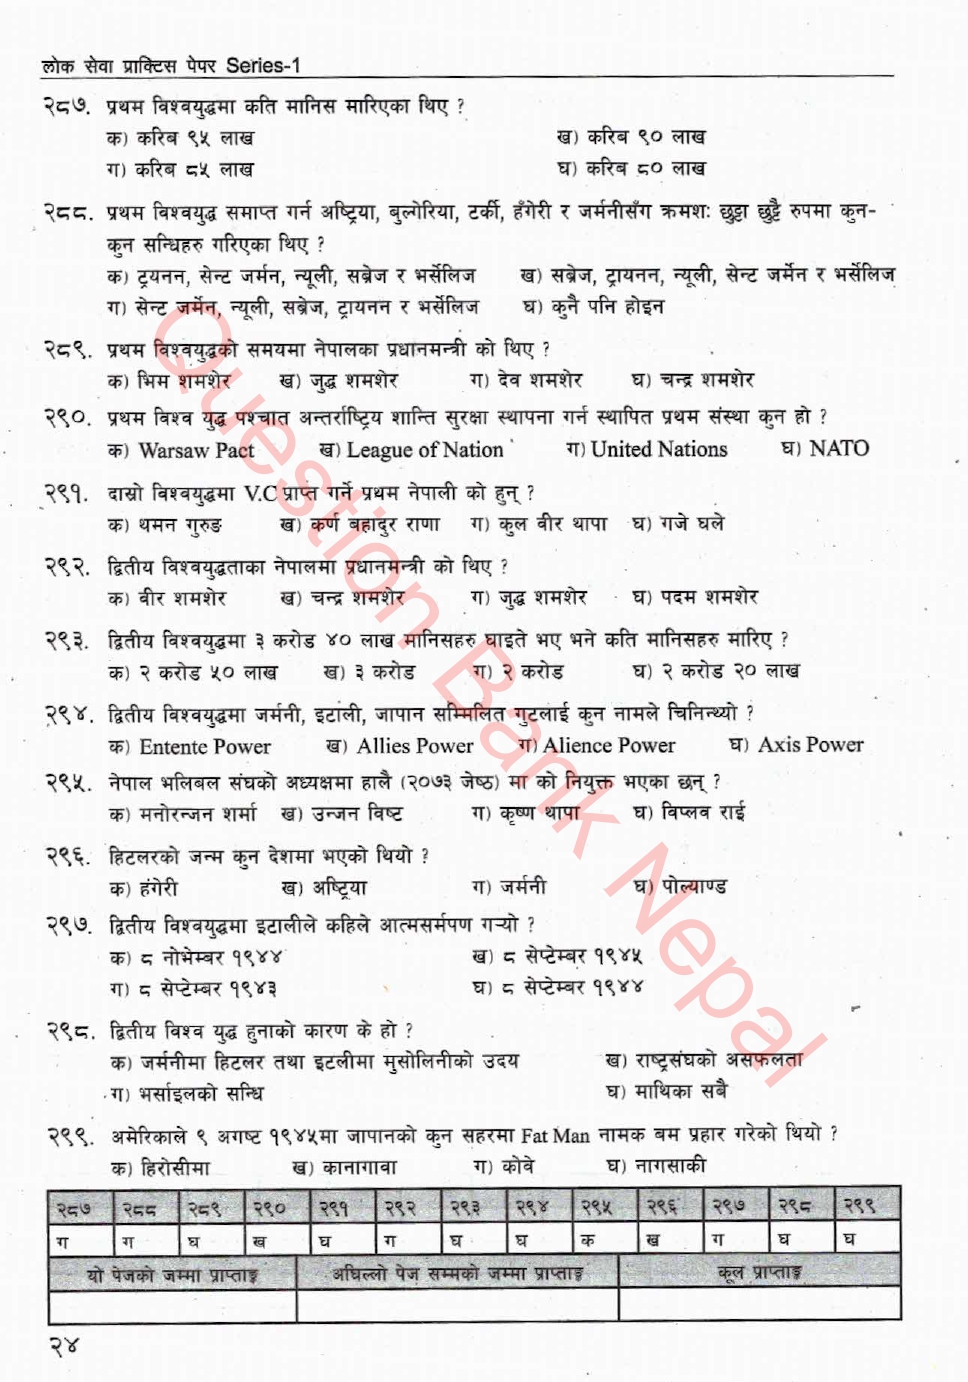 लोक सेवा प्राक्टिस पेपर Series-1
२८७. प्रथम विश्वयुद्धमा कति मानिस मारिएका थिए ?
क) करिब ९५ लाख ख) करिब ९० लाख
ग) करिब ८५ लाख घ) करिब ८० लाख
२८८. प्रथम विश्वयुद्ध समाप्त गर्न अष्ट्रिया, बुल्गेरिया, टर्की, हँगेरी र जर्मनीसँग क्रमशः छुट्टा छुट्टै रुपमा कुन-
कुन सन्धिहरु गरिएका थिए ?
क) ट्रयनन, सेन्ट जर्मन, न्यूली, सब्रेज र भर्सेलिज ख) सब्रेज, ट्रायनन, न्यूली, सेन्ट जर्मेन र भर्सेलिज
ग) सेन्ट जर्मेन, न्यूली, सब्रेज, ट्रायनन र भर्सेलिज घ) कुनै पनि होइन
२८९. प्रथम विश्वयुद्धको समयमा नेपालका प्रधानमन्त्री को थिए ?
क) भिम शमशेर ख) जुद्ध शमशेर ग) देव शमशेर घ) चन्द्र शमशेर
२९०. प्रथम विश्व युद्ध पश्चात अन्तर्राष्ट्रिय शान्ति सुरक्षा स्थापना गर्न स्थापित प्रथम संस्था कुन हो ?
क) Warsaw Pact ख) League of Nation ग) United Nations घ) NATO
२९१. दास्रो विश्वयुद्धमा V.C प्राप्त गर्ने प्रथम नेपाली को हुन् ?
क) थमन गुरुङ ख) कर्ण बहादुर राणा ग) कुल वीर थापा घ) गजे घले
२९२. द्वितीय विश्वयुद्धताका नेपालमा प्रधानमन्त्री को थिए ?
क) वीर शमशेर ख) चन्द्र शमशेर ग) जुद्ध शमशेर घ) पदम शमशेर
२९३. द्वितीय विश्वयुद्धमा ३ करोड ४० लाख मानिसहरु घाइते भए भने कति मानिसहरु मारिए ?
क) २ करोड ५० लाख ख) ३ करोड ग) २ करोड घ) २ करोड २० लाख
२९४. द्वितीय विश्वयुद्धमा जर्मनी, इटाली, जापान सम्मिलित गुटलाई कुन नामले चिनिन्थ्यो ?
क) Entente Power ख) Allies Power ग) Alience Power घ) Axis Power
२९५. नेपाल भलिबल संघको अध्यक्षमा हालै (२०७३ जेष्ठ) मा को नियुक्त भएका छन् ?
क) मनोरन्जन शर्मा ख) उन्जन विष्ट ग) कृष्ण थापा घ) विप्लव राई
२९६. हिटलरको जन्म कुन देशमा भएको थियो ?
क) हंगेरी ख) अष्ट्रिया ग) जर्मनी घ) पोल्याण्ड
२९७. द्वितीय विश्वयुद्धमा इटालीले कहिले आत्मसर्मपण गऱ्यो ?
क) ८ नोभेम्बर १९४४ ख) ८ सेप्टेम्बर १९४५
ग) ८ सेप्टेम्बर १९४३ घ) ८ सेप्टेम्बर १९४४
२९८. द्वितीय विश्व युद्ध हुनाको कारण के हो ?
क) जर्मनीमा हिटलर तथा इटलीमा मुसोलिनीको उदय ख) राष्ट्रसंघको असफलता
ग) भर्साइलको सन्धि घ) माथिका सबै
२९९. अमेरिकाले ९ अगष्ट १९४५मा जापानको कुन सहरमा Fat Man नामक बम प्रहार गरेको थियो ?
क) हिरोसीमा ख) कानागावा ग) कोवे घ) नागसाकी
२८७ २८८ २८९ २९० २९१ २९२ २९३ २९४ २९५ २९६ २९७ २९८ २९९
ग ग घ ख घ ग घ घ क ख ग घ घ
यो पेजको जम्मा प्राप्ताङ्क अघिल्लो पेज सम्मको जम्मा प्राप्ताङ्क कूल प्राप्ताङ्क
२४
Question Bank Nepal